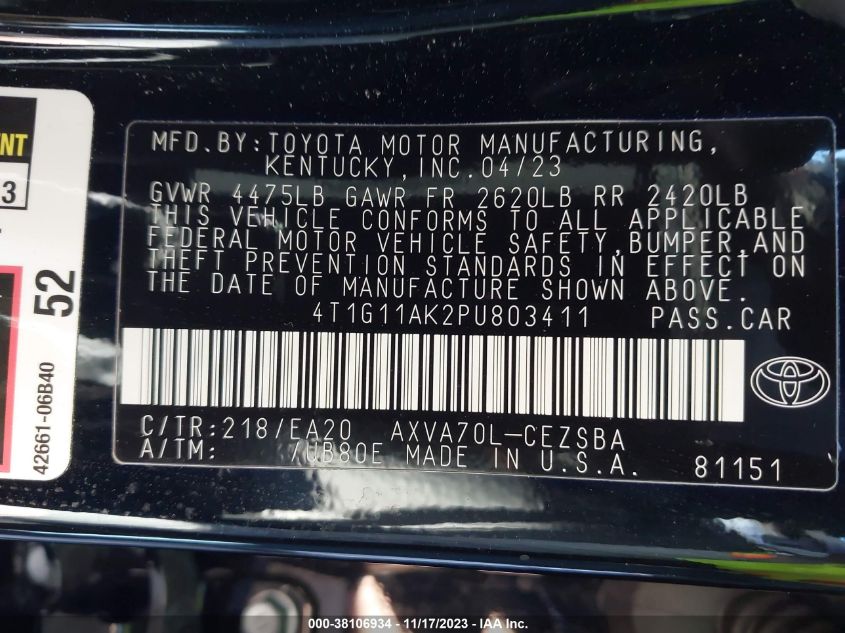 NT
3
52
42661-06B40
MFD.BY:TOYOTA MOTOR MANUFACTURING,
KENTUCKY,INC.04/23
GVWR 4475LB GAWR FR 2620LB RR 2420LB
THIS VEHICLE CONFORMS TO ALL APPLICABLE
FEDERAL MOTOR VEHICLE SAFETY,BUMPER,AND
THEFT PREVENTION STANDARDS IN EFFECT ON
THE DATE OF MANUFACTURE SHOWN ABOVE.
4T1G11AK2PU803411 PASS.CAR
C/TR:218/EA20 AXVA70L-CEZSBA
A/TM: /UB80E MADE IN U.S.A. 81151
000-38106934 - 11/17/2023 - IAA Inc.